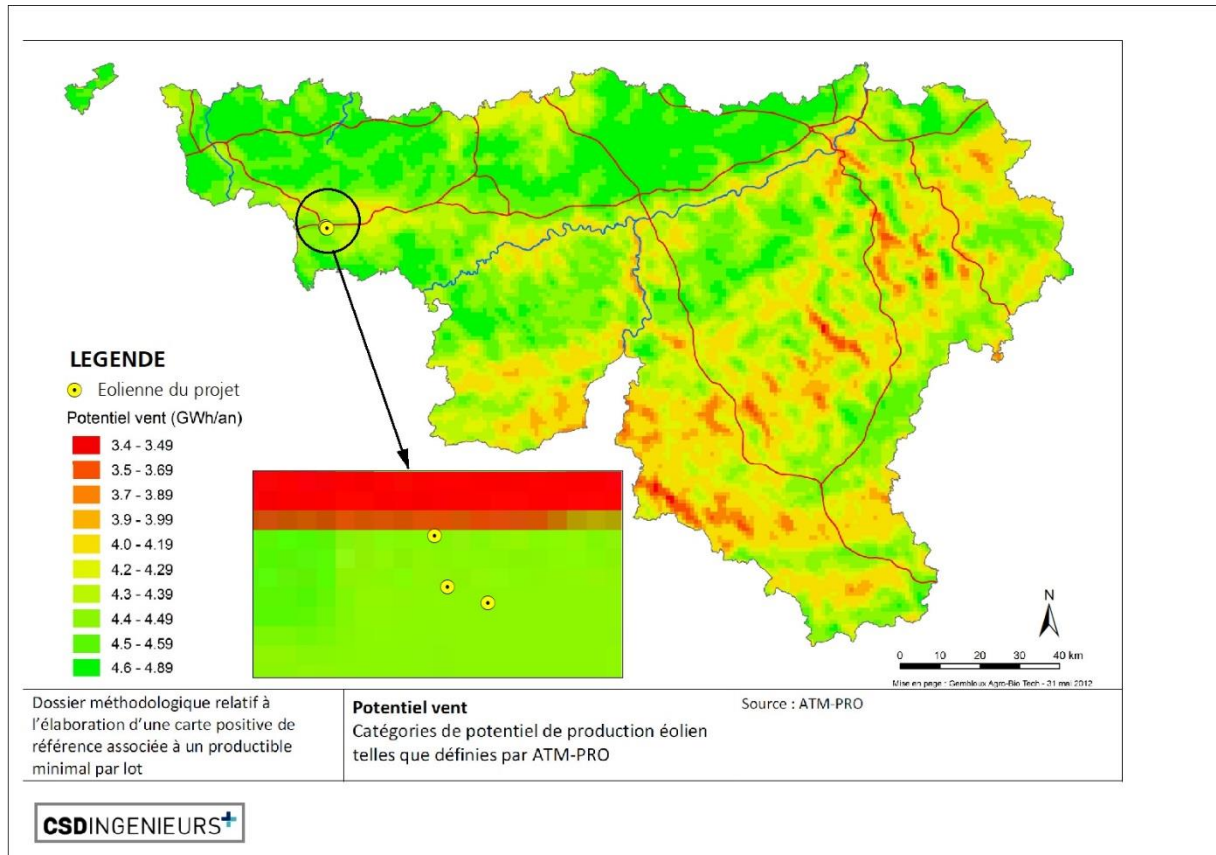 LEGENDE
Eolienne du projet
Potentiel vent (GWh/an)
3.4 - 3.49
3.5 - 3.69
3.7 - 3.89
3.9 - 3.99
4.0 - 4.19
4.2 - 4.29
4.3 - 4.39
4.4 - 4.49
4.5 - 4.59
4.6 - 4.89
N
0 10 20 30 40 km
Mise en page : Gembloux Agro-Bio Tech - 31 mai 2012
Dossier méthodologique relatif à
l'élaboration d'une carte positive de
référence associée à un productible
minimal par lot
Potentiel vent
Catégories de potentiel de production éolien
telles que définies par ATM-PRO
Source : ATM-PRO
CSDINGENIEURS+